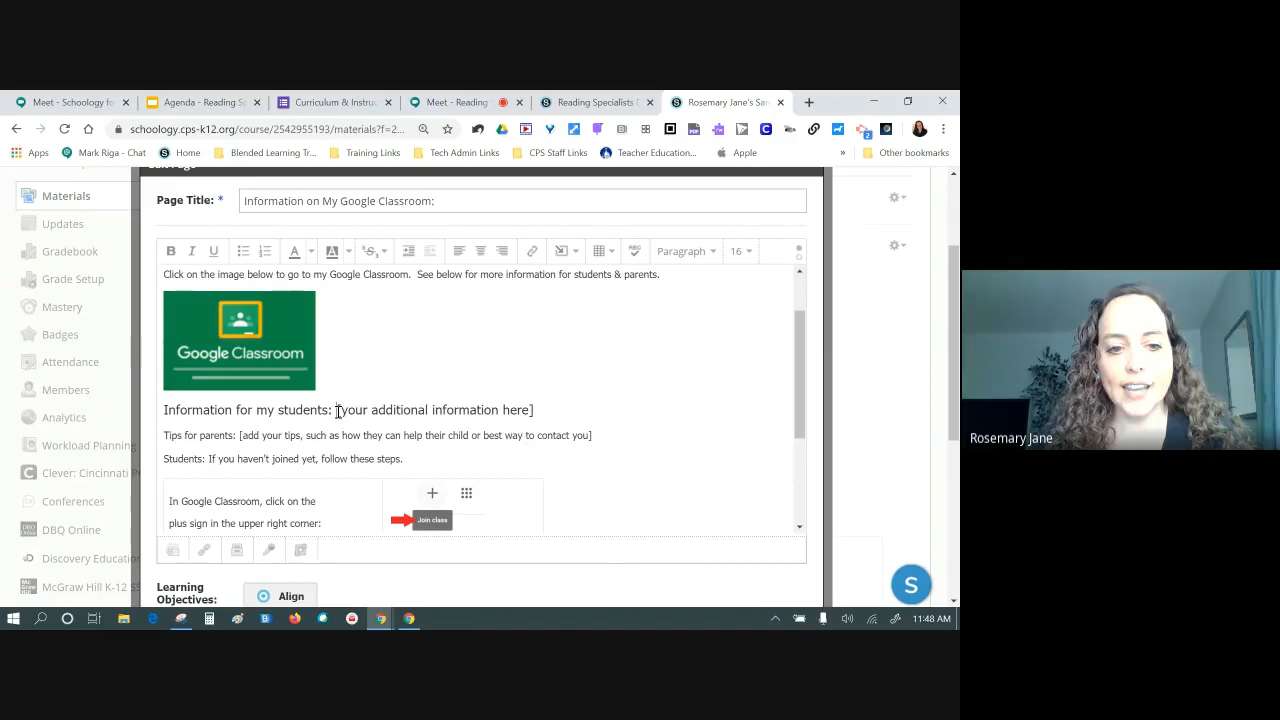 Meet - Schoology fo
Agenda - Reading Sp
Curriculum & Instruc
Meet - Reading
Reading Specialists D
Rosemary Jane's San
schoology.cps-k12.org/course/2542955193/materials?f=2...
Apps
Mark Riga - Chat
Home
Blended Learning Tr...
Training Links
Tech Admin Links
CPS Staff Links
Teacher Education...
Apple
»
Other bookmarks
Materials
Updates
Gradebook
Grade Setup
Mastery
Badges
Attendance
Members
Analytics
Workload Planning
Clever: Cincinnati P
Conferences
DBQ Online
Discovery Education
McGraw Hill K-12 SS
Page Title: *
Information on My Google Classroom:
B I U
Paragraph
16
Click on the image below to go to my Google Classroom. See below for more information for students & parents.
Google Classroom
Information for my students: [your additional information here]
Tips for parents: [add your tips, such as how they can help their child or best way to contact you]
Students: If you haven't joined yet, follow these steps.
In Google Classroom, click on the
plus sign in the upper right corner:
Join class
Learning
Objectives:
Align
S
11:48 AM
Rosemary Jane